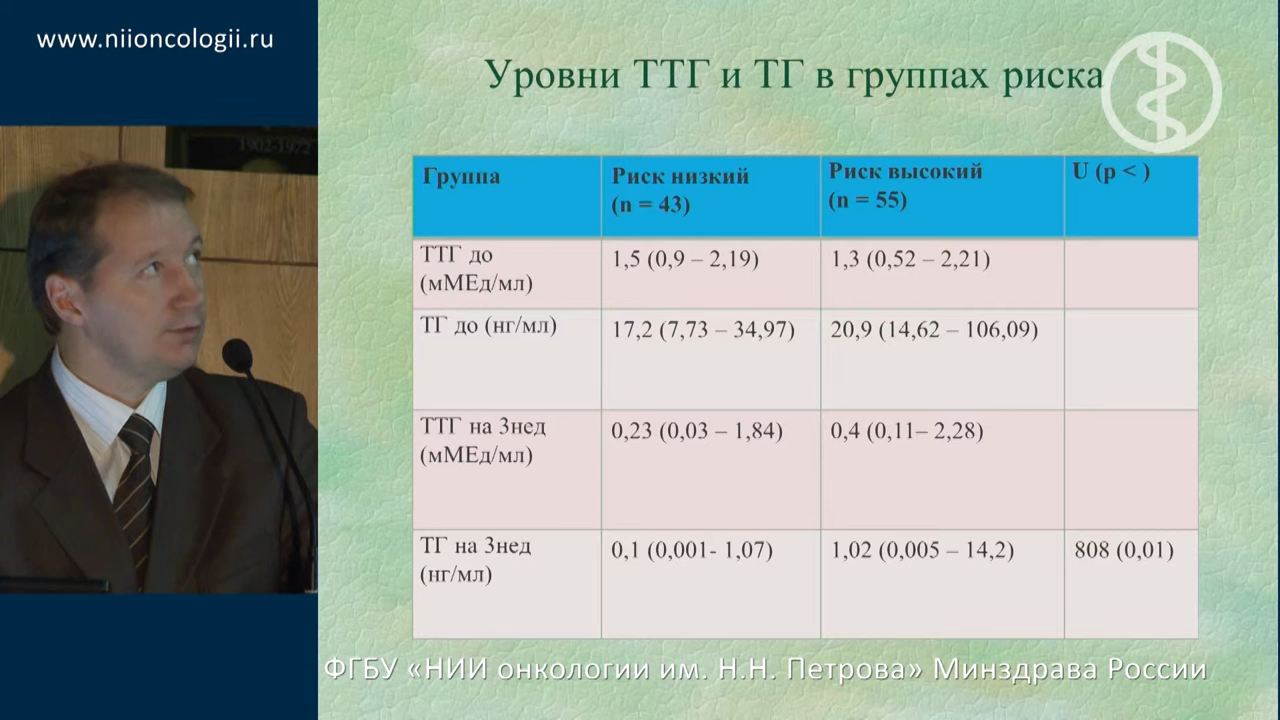 www.niioncologii.ru
1902-1972
Уровни ТТГ и ТГ в группах риска
Группа
Риск низкий
(n = 43)
Риск высокий
(n = 55)
U (p < )
ТТГ до
(мМЕд/мл)
1,5 (0,9 – 2,19)
1,3 (0,52 – 2,21)
ТГ до (нг/мл)
17,2 (7,73 – 34,97)
20,9 (14,62 – 106,09)
ТТГ на 3нед
(мМЕд/мл)
0,23 (0,03 – 1,84)
0,4 (0,11– 2,28)
ТГ на 3нед
(нг/мл)
0,1 (0,001- 1,07)
1,02 (0,005 – 14,2)
808 (0,01)
ФГБУ «НИИ онкологии им. Н.Н. Петрова» Минздрава России